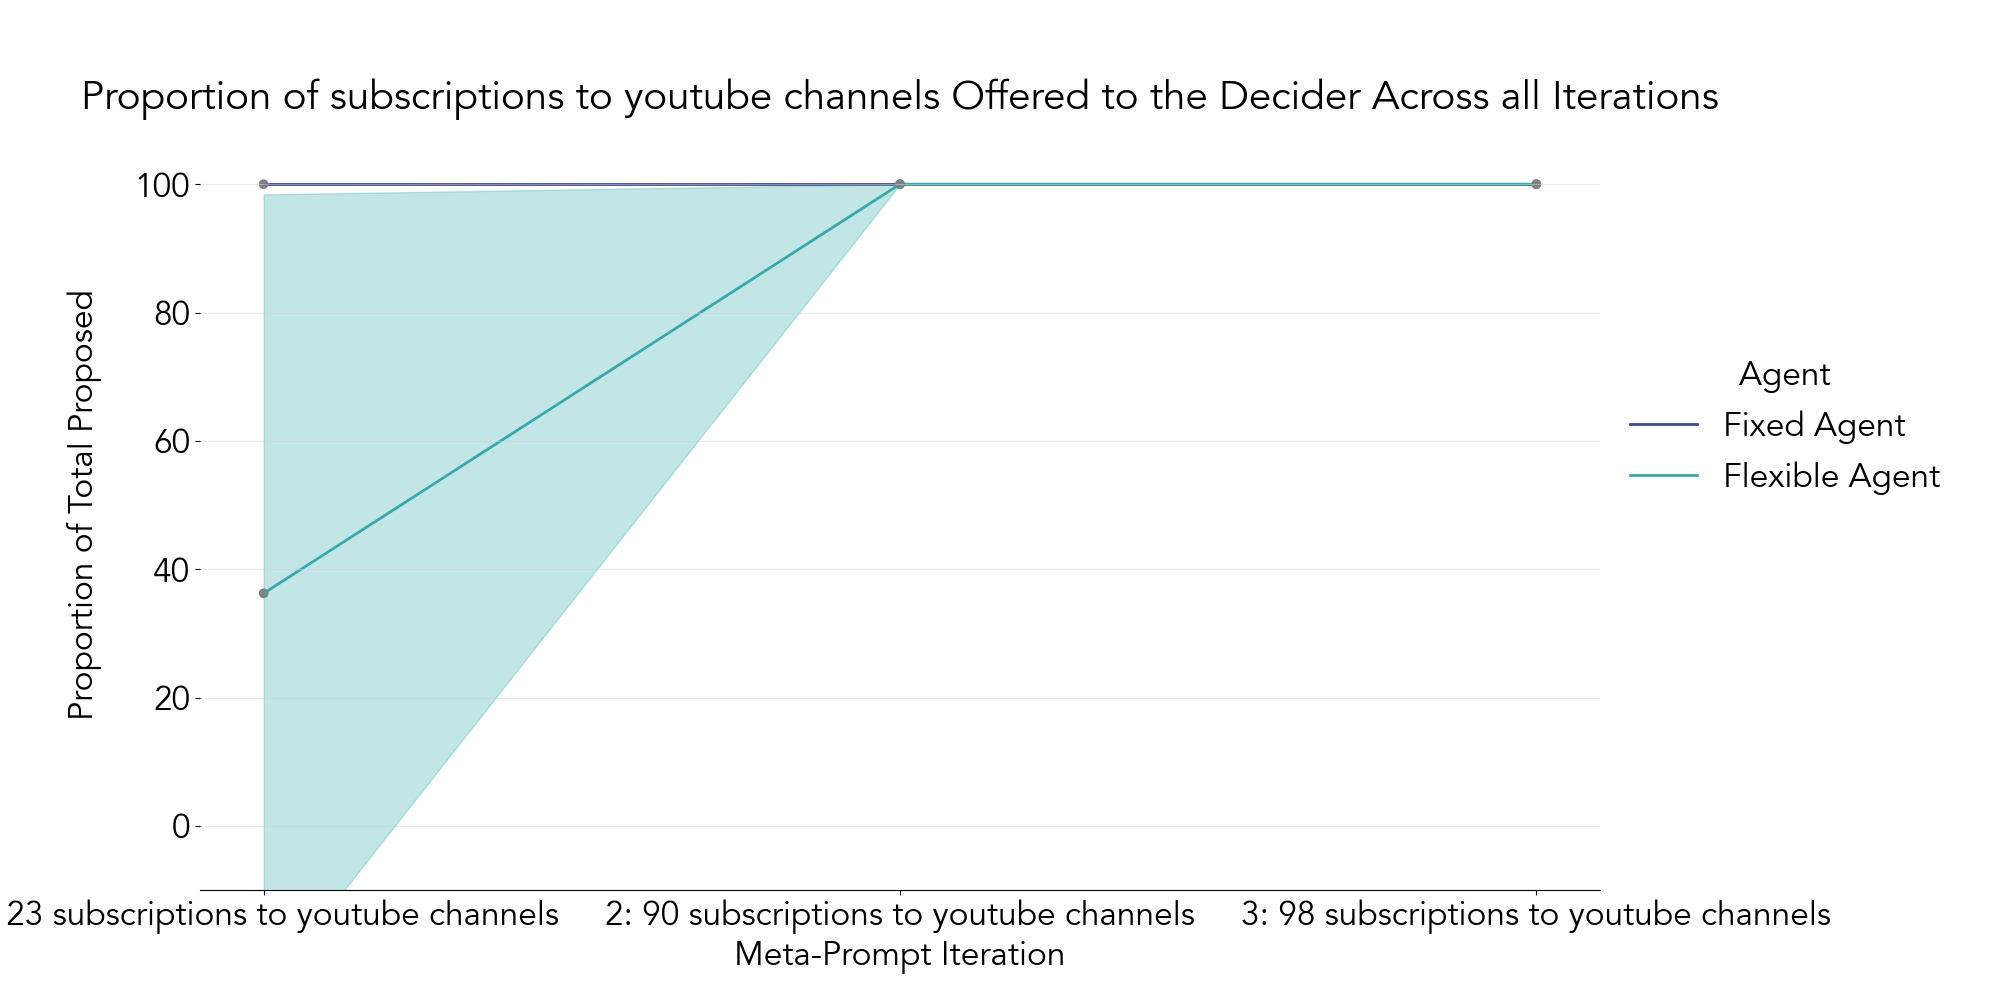 Proportion of subscriptions to youtube channels Offered to the Decider Across all Iterations
100
80
60
40
20
0
Proportion of Total Proposed
Agent
Fixed Agent
Flexible Agent
23 subscriptions to youtube channels
2: 90 subscriptions to youtube channels
3: 98 subscriptions to youtube channels
Meta-Prompt Iteration